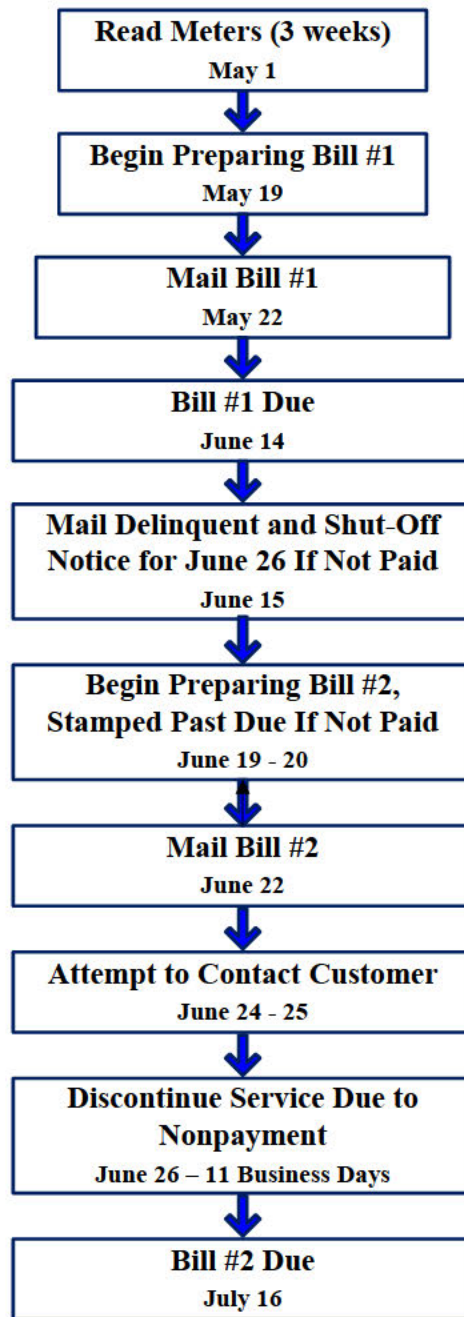 Read Meters (3 weeks)
May 1
Begin Preparing Bill #1
May 19
Mail Bill #1
May 22
Bill #1 Due
June 14
Mail Delinquent and Shut-Off
Notice for June 26 If Not Paid
June 15
Begin Preparing Bill #2,
Stamped Past Due If Not Paid
June 19 - 20
Mail Bill #2
June 22
Attempt to Contact Customer
June 24 - 25
Discontinue Service Due to
Nonpayment
June 26 – 11 Business Days
Bill #2 Due
July 16